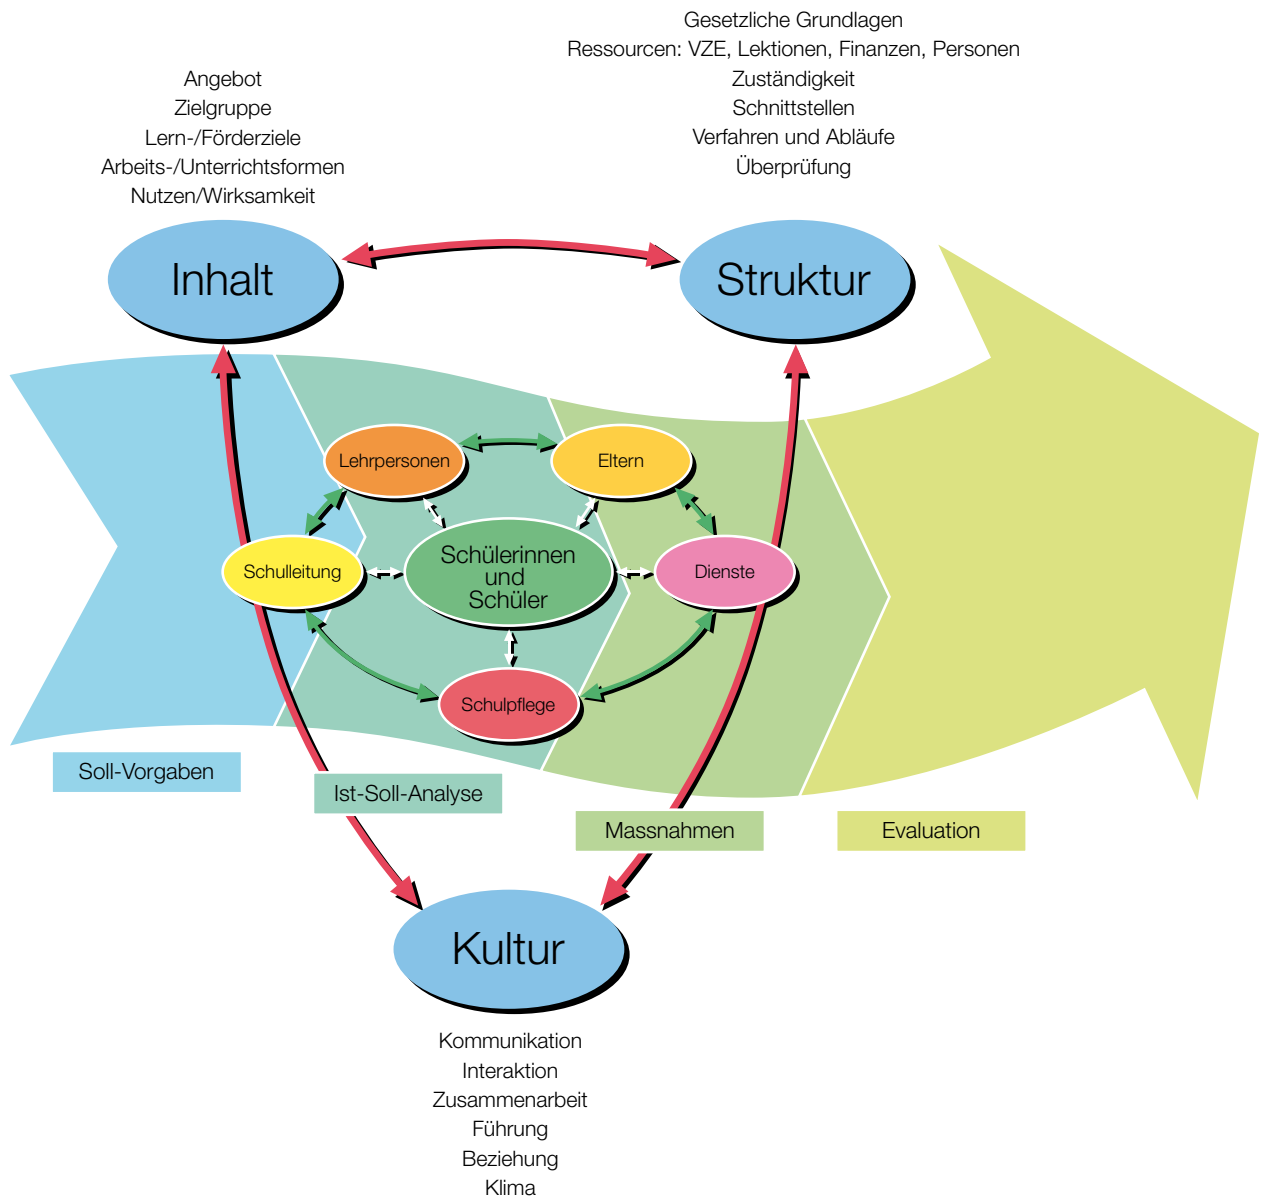 Gesetzliche Grundlagen
Ressourcen: VZE, Lektionen, Finanzen, Personen
Zuständigkeit
Schnittstellen
Verfahren und Abläufe
Überprüfung
Angebot
Zielgruppe
Lern-/Förderziele
Arbeits-/Unterrichtsformen
Nutzen/Wirksamkeit
Inhalt
Struktur
Lehrpersonen
Eltern
Schulleitung
Schülerinnen
und
Schüler
Dienste
Schulpflege
Soll-Vorgaben
Ist-Soll-Analyse
Massnahmen
Evaluation
Kultur
Kommunikation
Interaktion
Zusammenarbeit
Führung
Beziehung
Klima